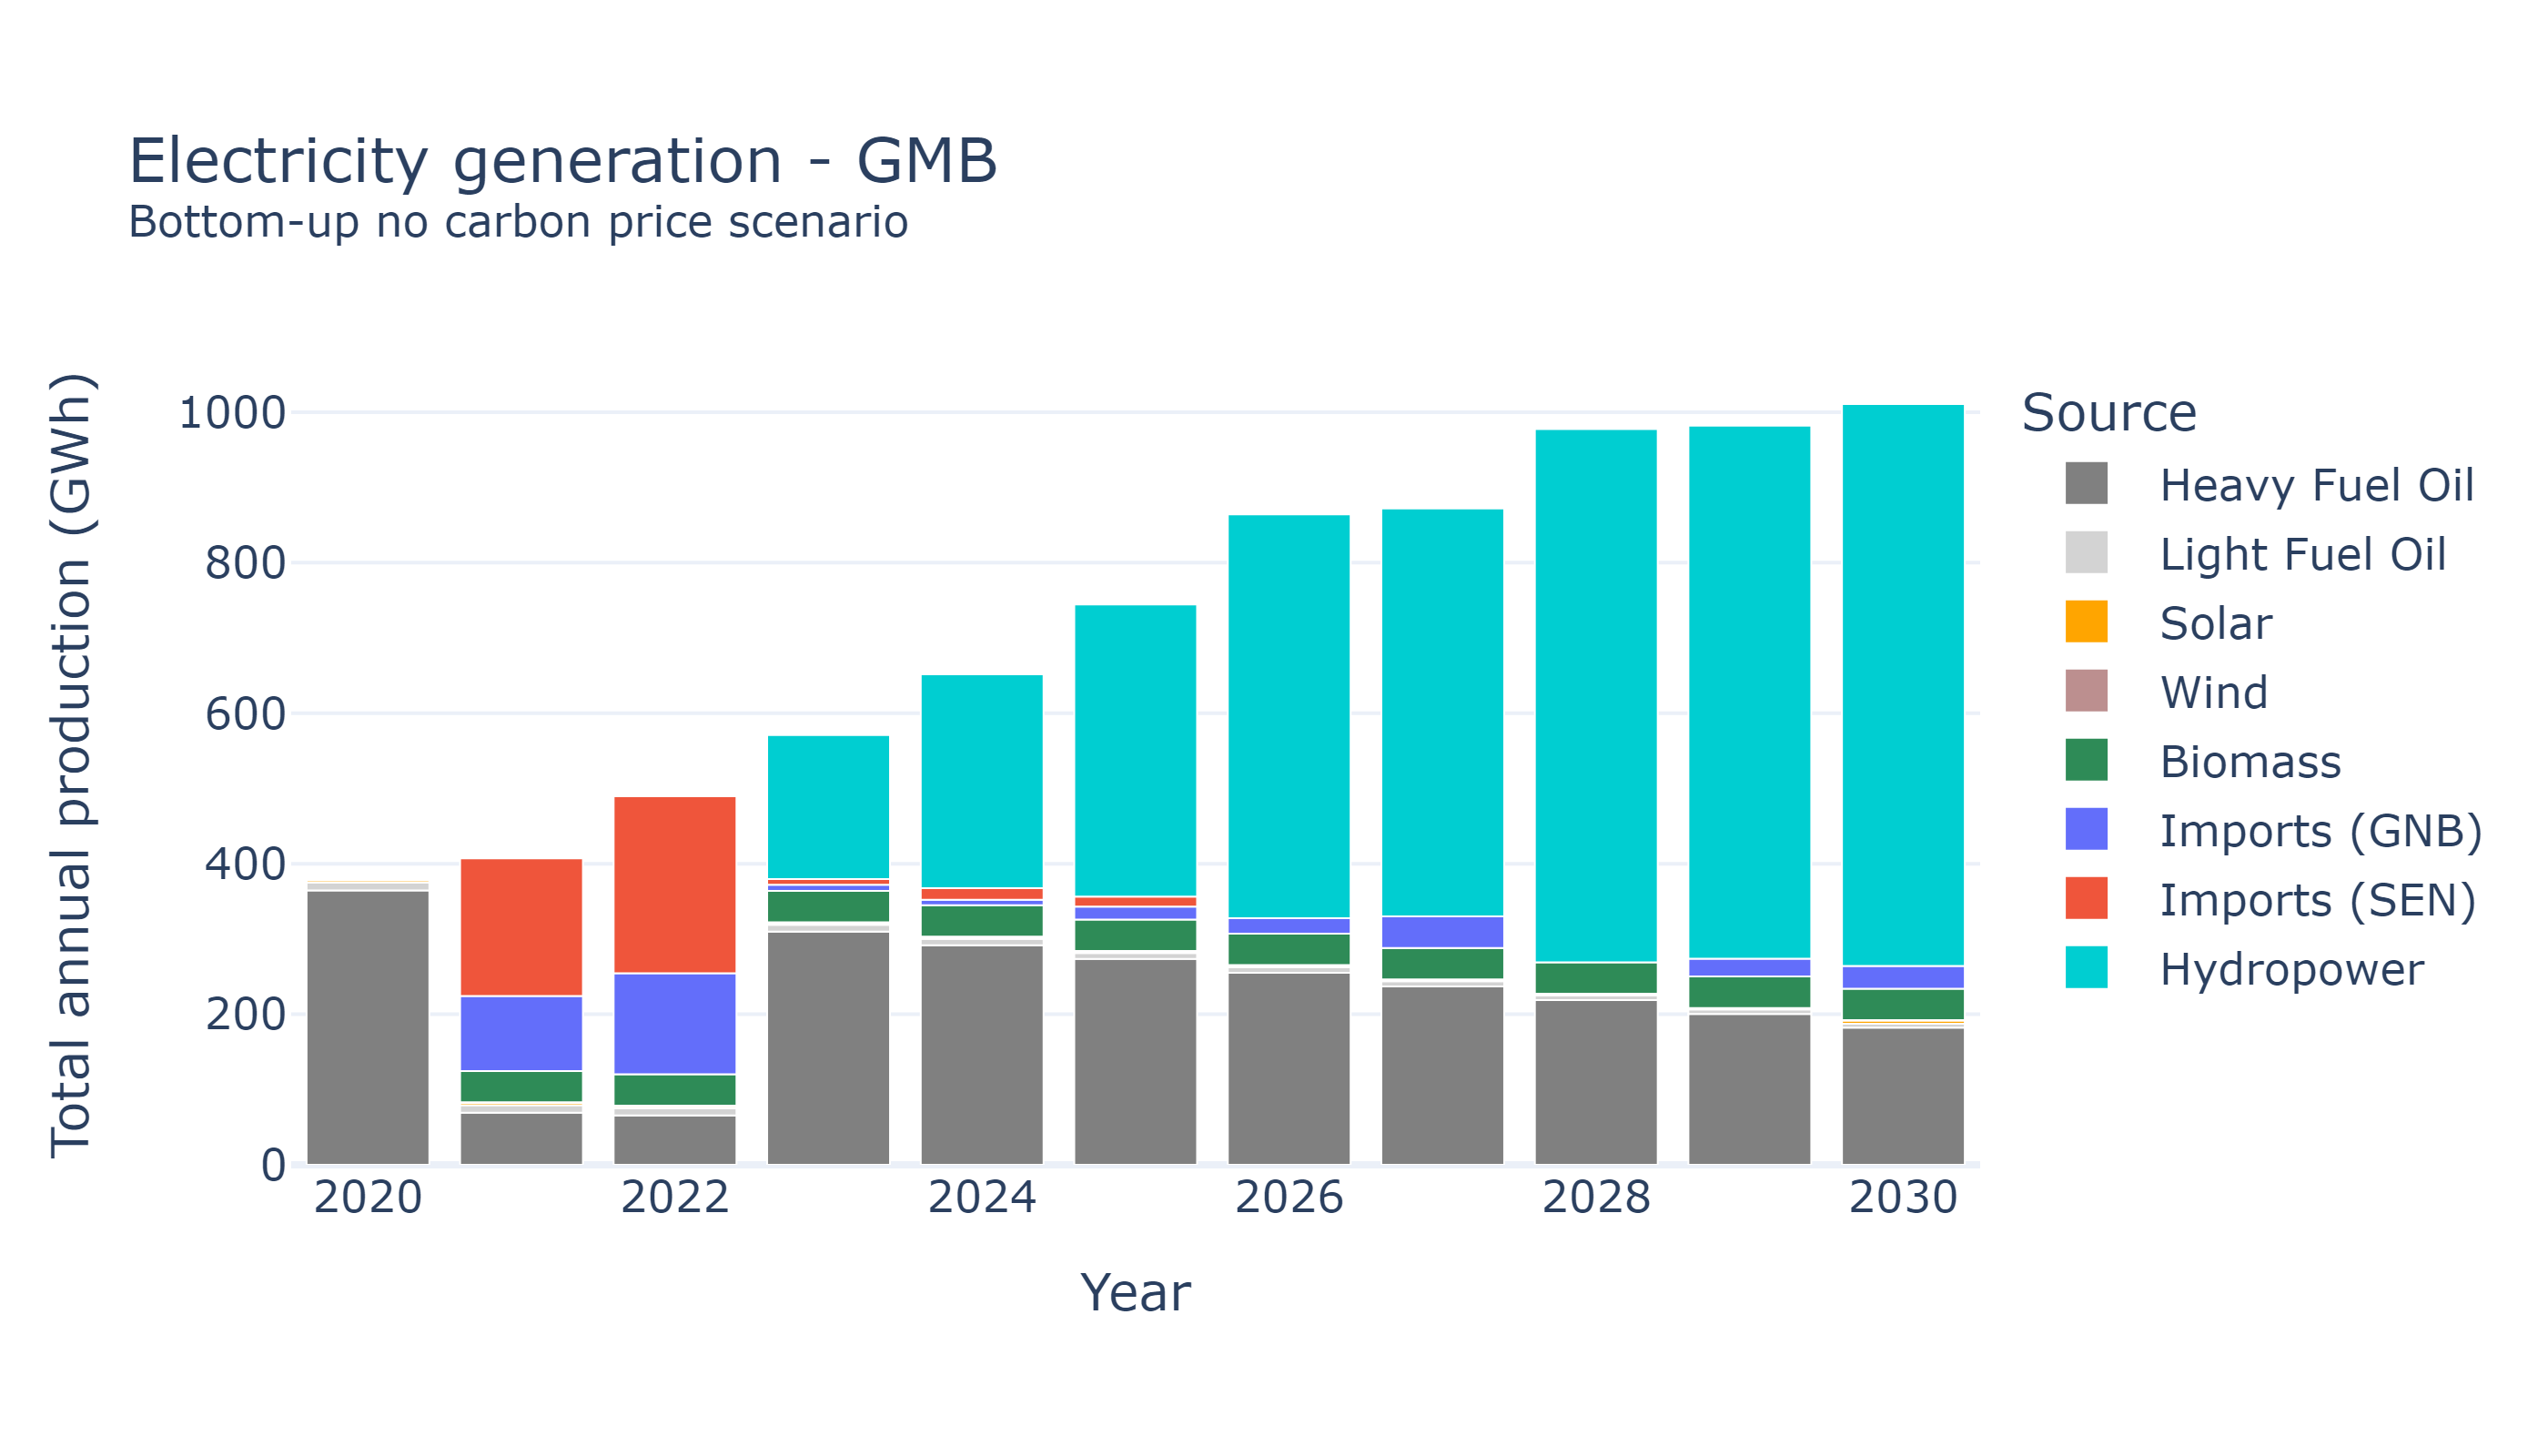 Electricity generation - GMB
Bottom-up no carbon price scenario
Total annual production (GWh)
1000
800
600
400
200
0
2020
2022
2024
2026
2028
2030
Year
Source
Heavy Fuel Oil
Light Fuel Oil
Solar
Wind
Biomass
Imports (GNB)
Imports (SEN)
Hydropower